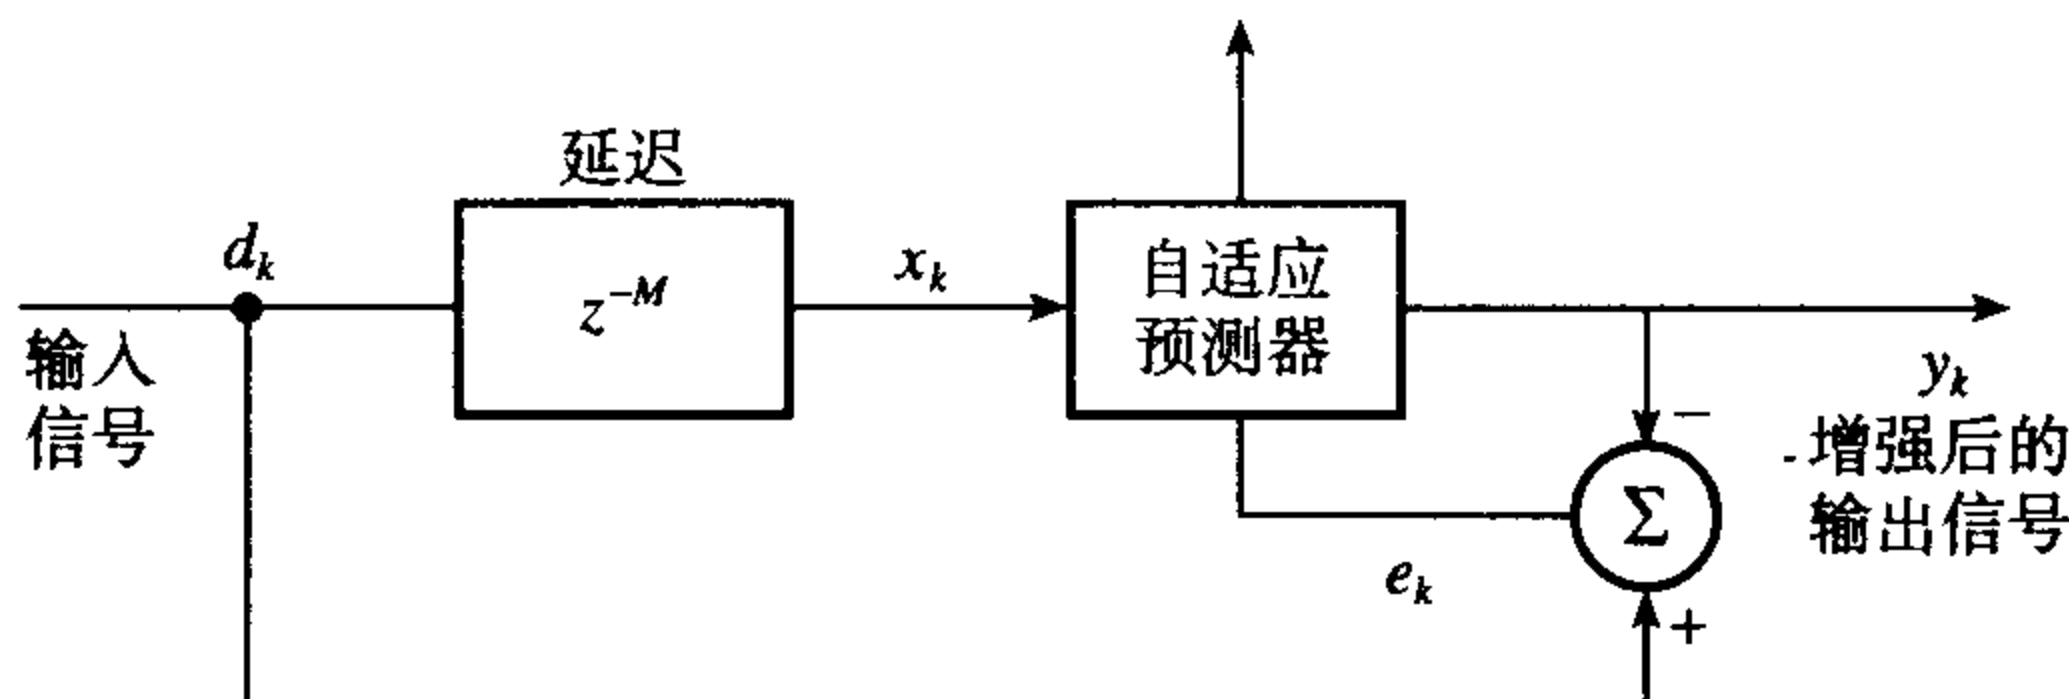 延迟
d_k
z^{-M}
x_k
自适应
预测器
输入
信号
y_k
增强后的
输出信号
−
Σ
e_k
+